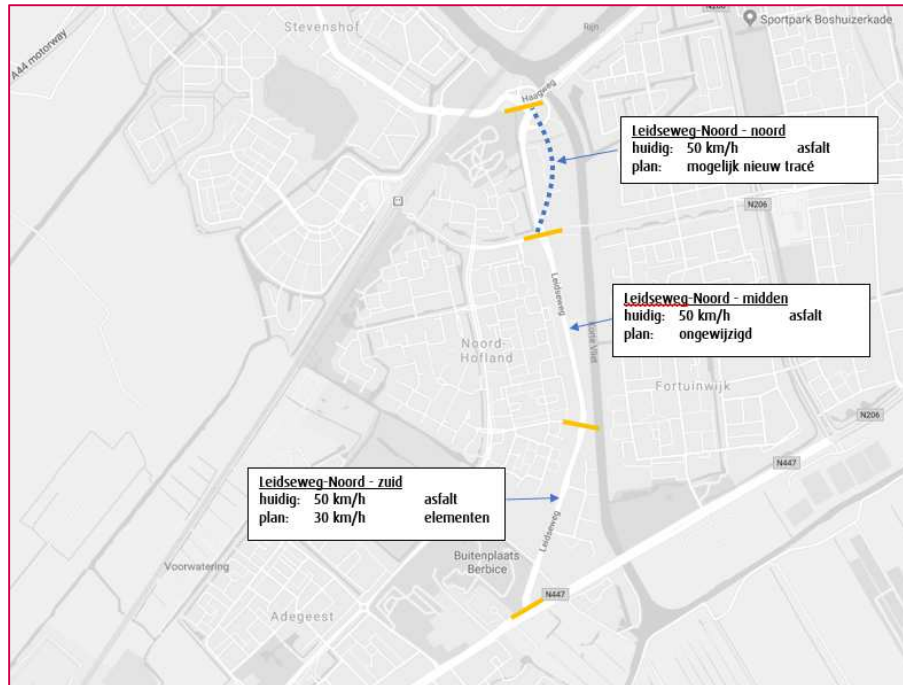 Stevenshof
A44 motorway
Rijn
Sportpark Boshuizerkade
N206
Haagweg
Leidseweg-Noord - noord
huidig: 50 km/h asfalt
plan: mogelijk nieuw tracé
N206
Leidseweg
Leidseweg-Noord - midden
huidig: 50 km/h asfalt
plan: ongewijzigd
Korte Vliet
Noord-
Hofland
Fortuinwijk
N206
N447
Leidseweg-Noord - zuid
huidig: 50 km/h asfalt
plan: 30 km/h elementen
Leidseweg
Buitenplaats
Berbice
Voorwatering
N447
Adegeest